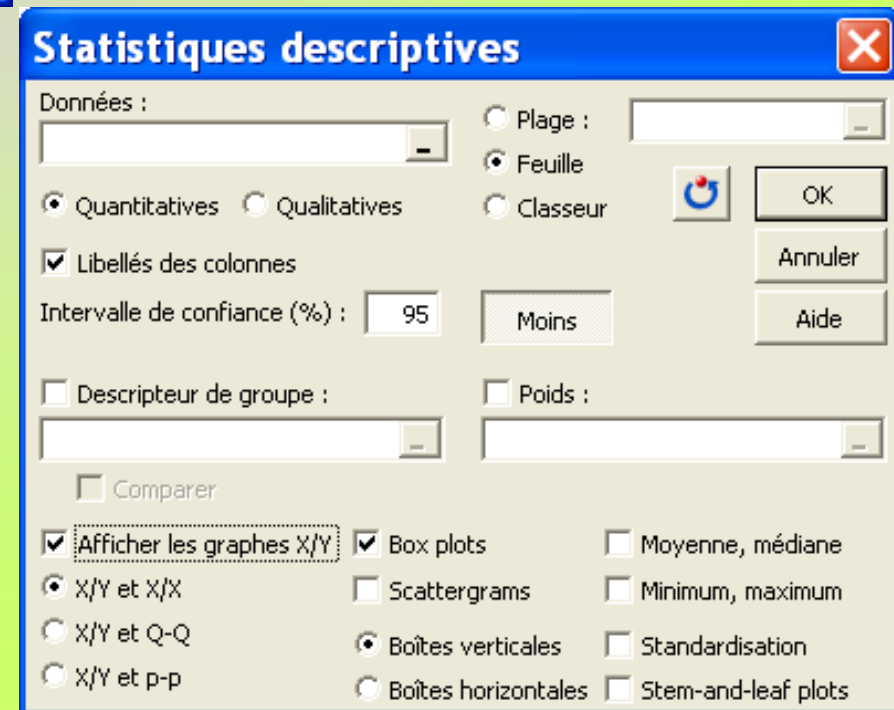 Statistiques descriptives
Données :
Plage :
Feuille
Quantitatives Qualitatives
Classeur
OK
Libellés des colonnes
Annuler
Intervalle de confiance (%) : 95
Moins
Aide
Descripteur de groupe :
Poids :
Comparer
Afficher les graphes X/Y
Box plots
Moyenne, médiane
X/Y et X/X
Scattergrams
Minimum, maximum
X/Y et Q-Q
Boîtes verticales
Standardisation
X/Y et p-p
Boîtes horizontales
Stem-and-leaf plots